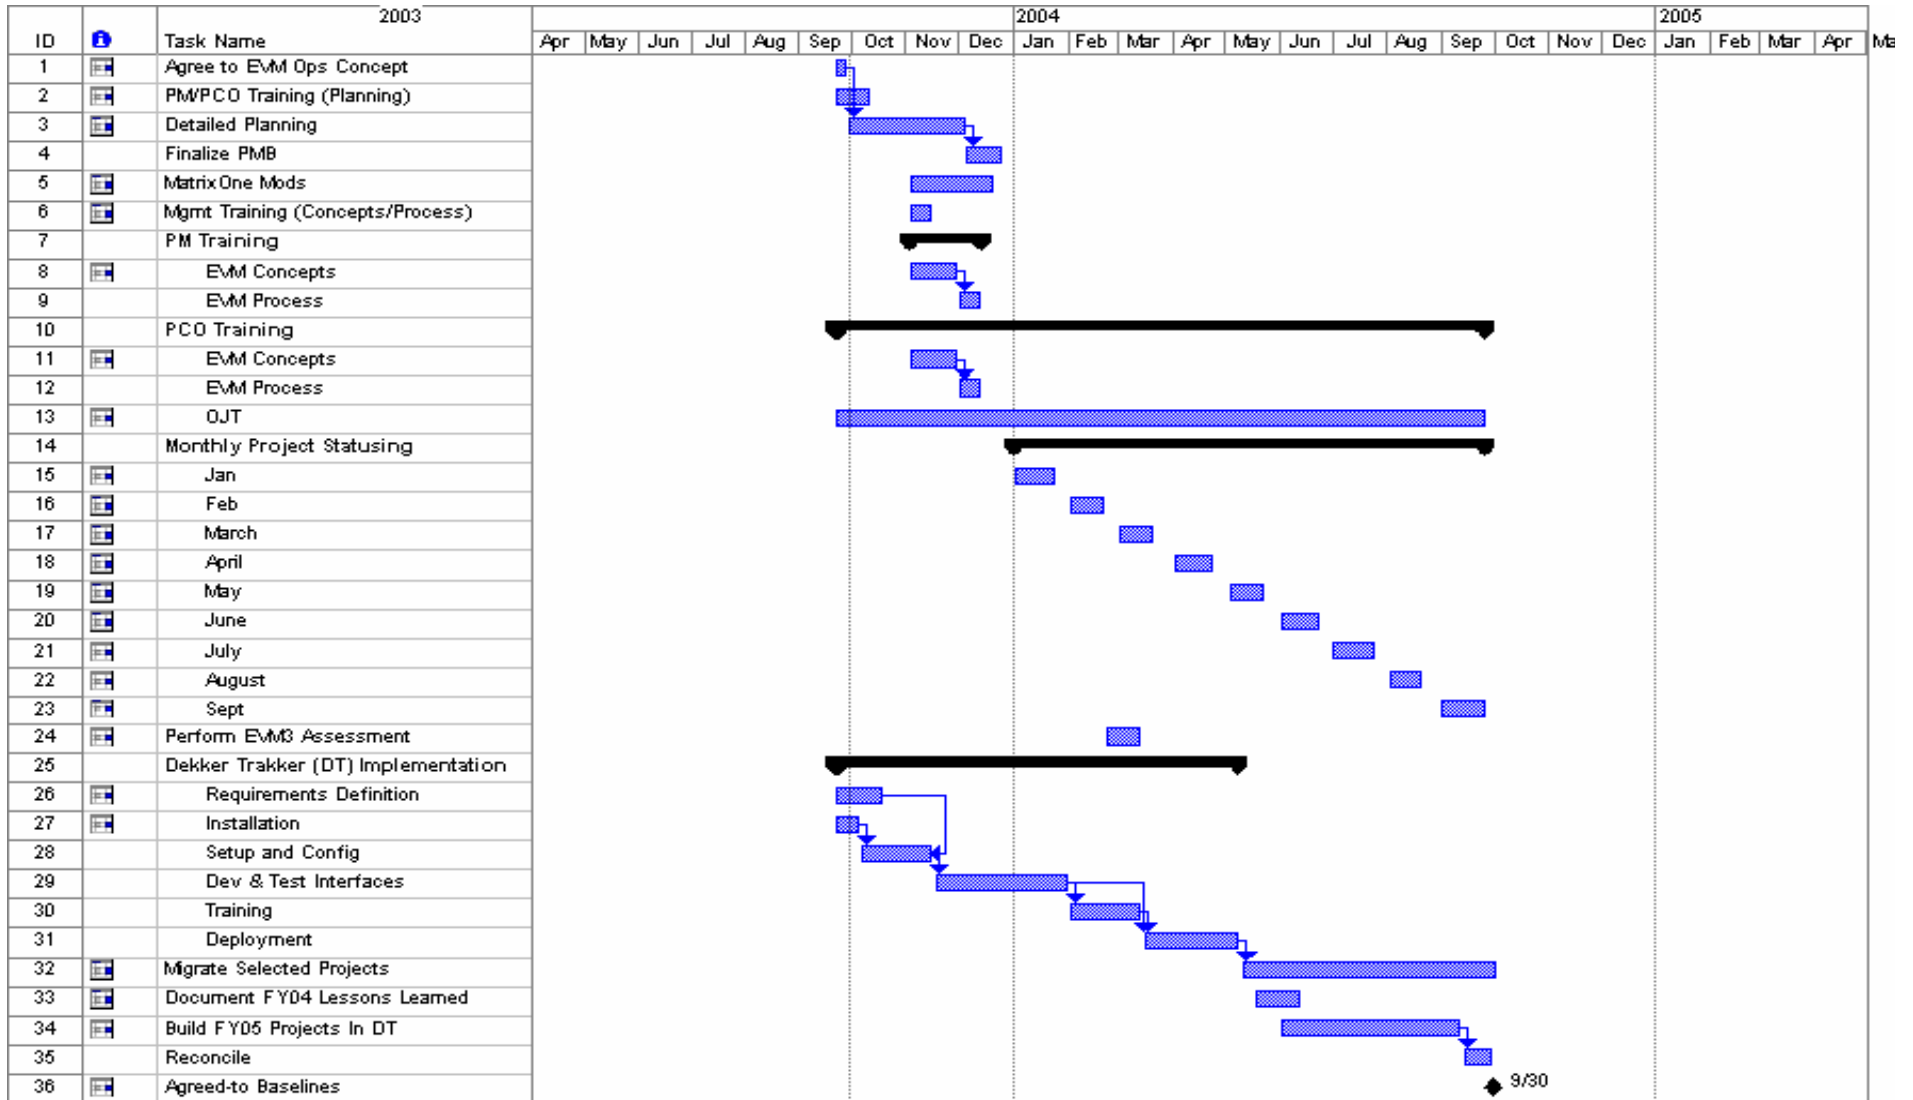 2003 2004 2005
ID Task Name Apr May Jun Jul Aug Sep Oct Nov Dec Jan Feb Mar Apr May Jun Jul Aug Sep Oct Nov Dec Jan Feb Mar Apr Ma
1 Agree to EVM Ops Concept
2 PM/PCO Training (Planning)
3 Detailed Planning
4 Finalize PMB
5 MatrixOne Mods
6 Mgmt Training (Concepts/Process)
7 PM Training
8 EVM Concepts
9 EVM Process
10 PCO Training
11 EVM Concepts
12 EVM Process
13 OJT
14 Monthly Project Statusing
15 Jan
16 Feb
17 March
18 April
19 May
20 June
21 July
22 August
23 Sept
24 Perform EVM3 Assessment
25 Dekker Trakker (DT) Implementation
26 Requirements Definition
27 Installation
28 Setup and Config
29 Dev & Test Interfaces
30 Training
31 Deployment
32 Migrate Selected Projects
33 Document FY04 Lessons Learned
34 Build FY05 Projects In DT
35 Reconcile
36 Agreed-to Baselines 9/30